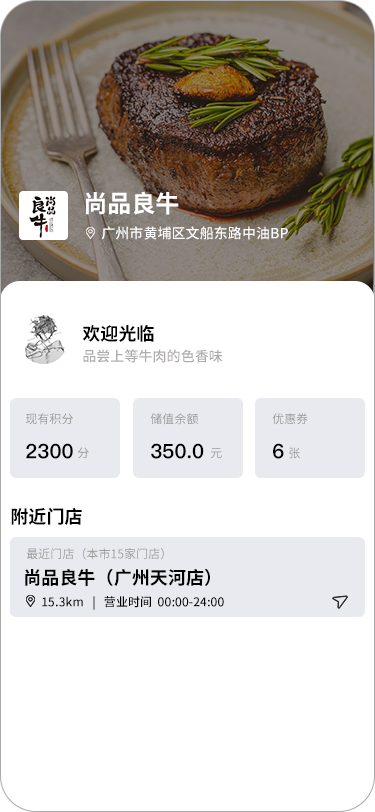 尚品
良牛
尚品良牛
广州市黄埔区文船东路中油BP
欢迎光临
品尝上等牛肉的色香味
现有积分
储值余额
优惠券
2300 分
350.0 元
6 张
附近门店
最近门店（本市15家门店）
尚品良牛（广州天河店）
15.3km | 营业时间 00:00-24:00